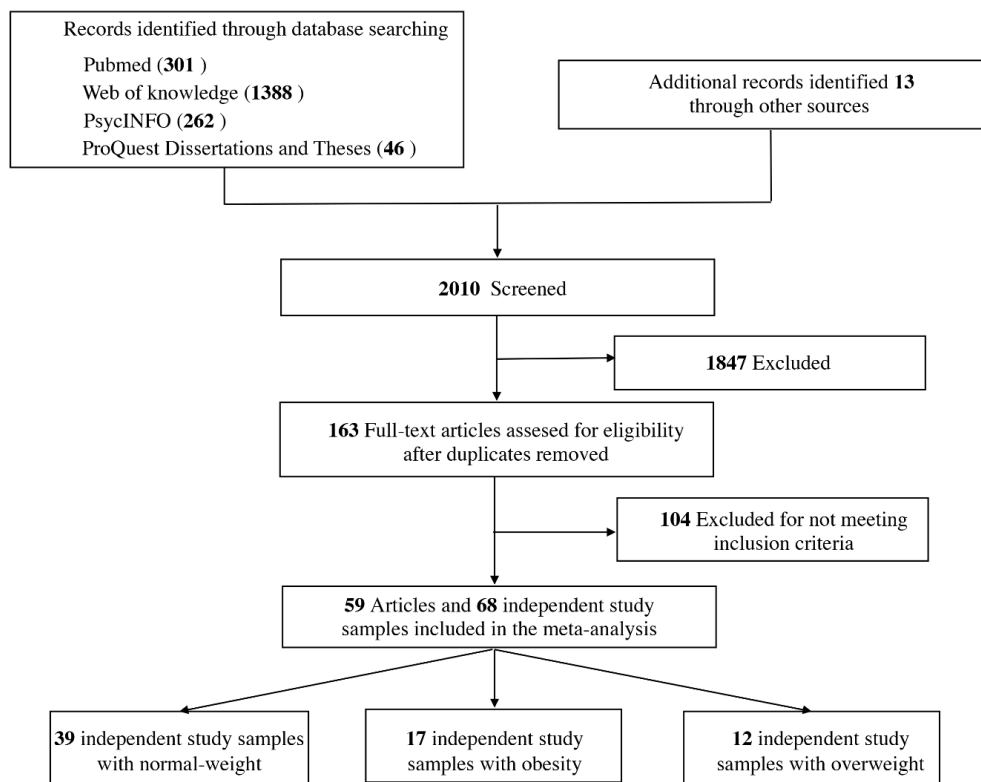 Records identified through database searching
Pubmed (301 )
Web of knowledge (1388 )
PsycINFO (262 )
ProQuest Dissertations and Theses (46 )
Additional records identified 13
through other sources
2010 Screened
1847 Excluded
163 Full-text articles assesed for eligibility
after duplicates removed
104 Excluded for not meeting
inclusion criteria
59 Articles and 68 independent study
samples included in the meta-analysis
39 independent study samples
with normal-weight
17 independent study
samples with obesity
12 independent study
samples with overweight